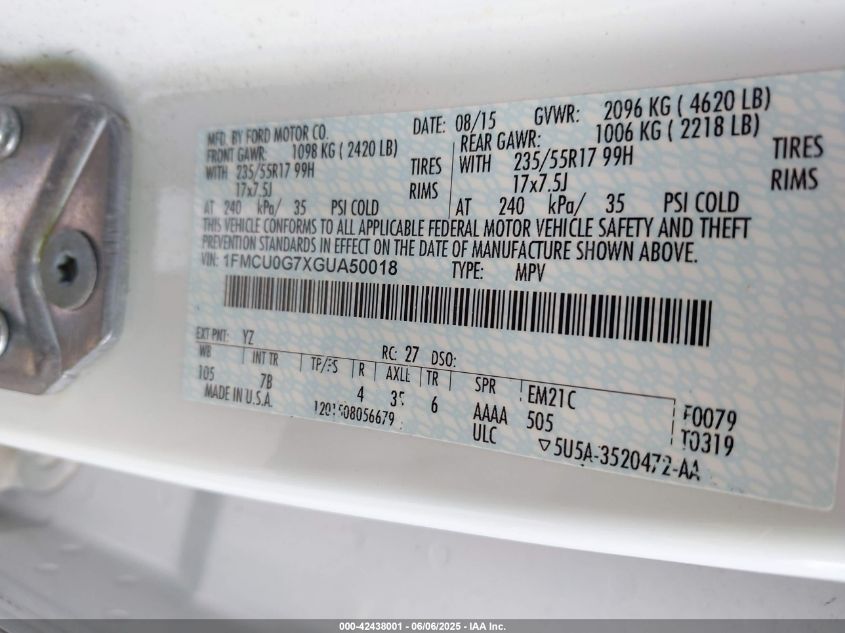 MFD. BY FORD MOTOR CO.
DATE: 08/15 GVWR: 2096 KG ( 4620 LB)
FRONT GAWR: 1098 KG ( 2420 LB) REAR GAWR: 1006 KG ( 2218 LB)
WITH 235/55R17 99H TIRES WITH 235/55R17 99H TIRES
17x7.5J RIMS 17x7.5J RIMS
AT 240 kPa/ 35 PSI COLD AT 240 kPa/ 35 PSI COLD
THIS VEHICLE CONFORMS TO ALL APPLICABLE FEDERAL MOTOR VEHICLE SAFETY AND THEFT
PREVENTION STANDARDS IN EFFECT ON THE DATE OF MANUFACTURE SHOWN ABOVE.
VIN: 1FMCU0G7XGUA50018 TYPE: MPV
EXT PNT: YZ RC: 27 DSO:
WB INT TR TP/PS R AXLE TR SPR EM21C F0079
105 7B 4 35 6 AAAA 505 T0319
MADE IN U.S.A. ULC ▽5U5A-3520472-AA
000-42438001 - 06/06/2025 - IAA Inc.